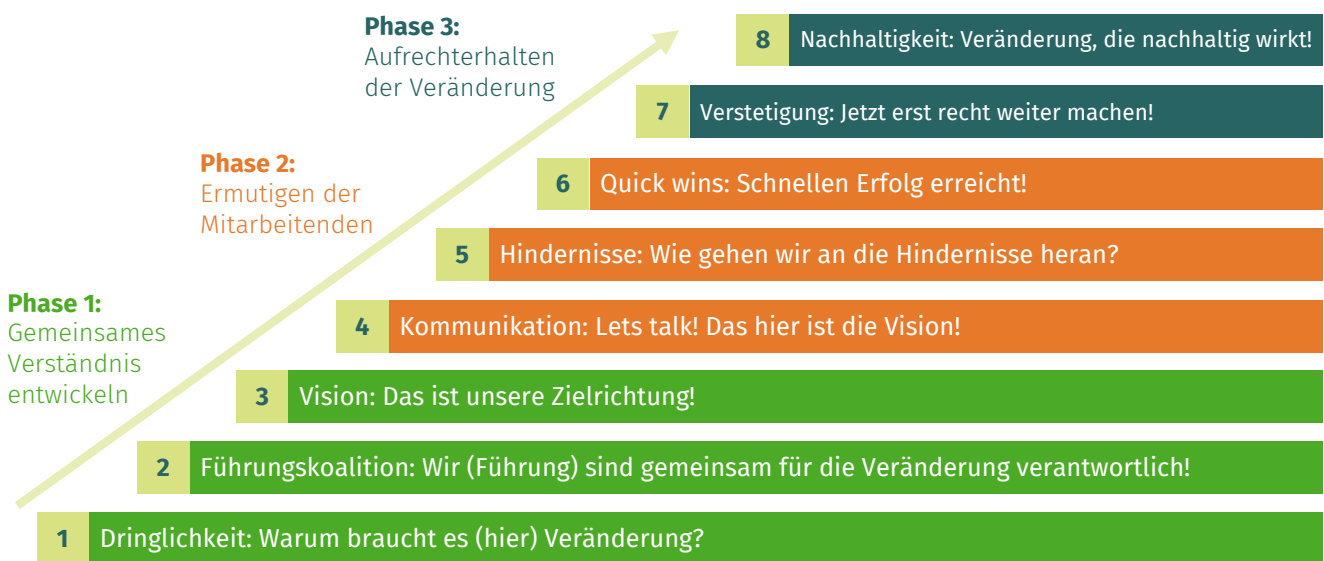 Phase 3:
Aufrechterhalten
der Veränderung
8 Nachhaltigkeit: Veränderung, die nachhaltig wirkt!
7 Verstetigung: Jetzt erst recht weiter machen!
Phase 2:
Ermutigen der
Mitarbeitenden
6 Quick wins: Schnellen Erfolg erreicht!
5 Hindernisse: Wie gehen wir an die Hindernisse heran?
Phase 1:
Gemeinsames
Verständnis
entwickeln
4 Kommunikation: Lets talk! Das hier ist die Vision!
3 Vision: Das ist unsere Zielrichtung!
2 Führungskoalition: Wir (Führung) sind gemeinsam für die Veränderung verantwortlich!
1 Dringlichkeit: Warum braucht es (hier) Veränderung?